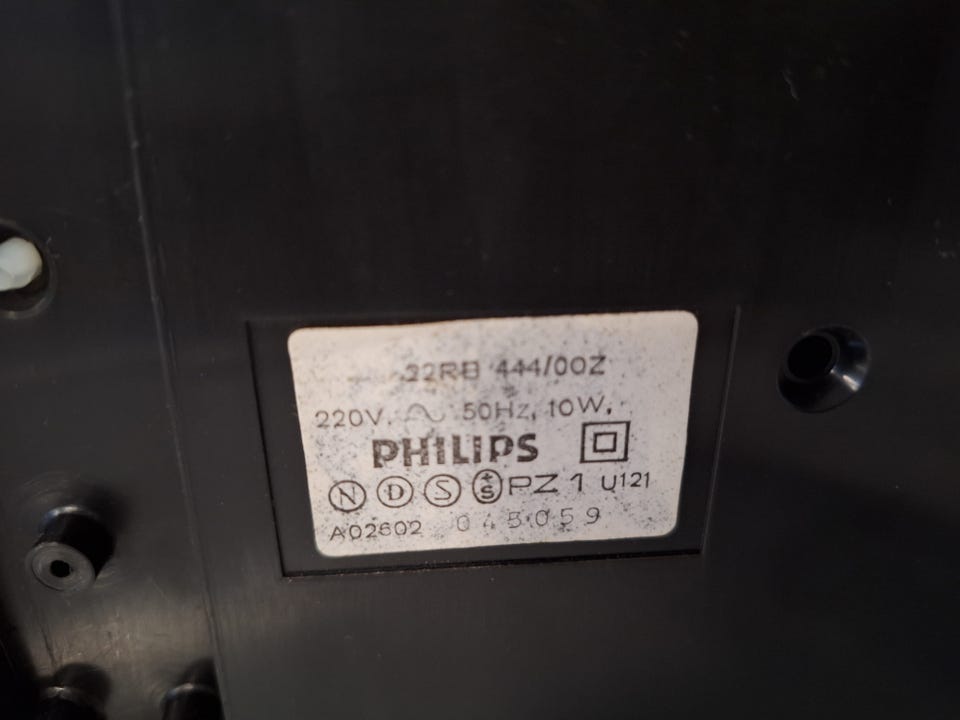 22RB 444/00Z
220V. ~ 50Hz, 10W.
PHILIPS
N D S +S PZ 1 U121
A02602 045059